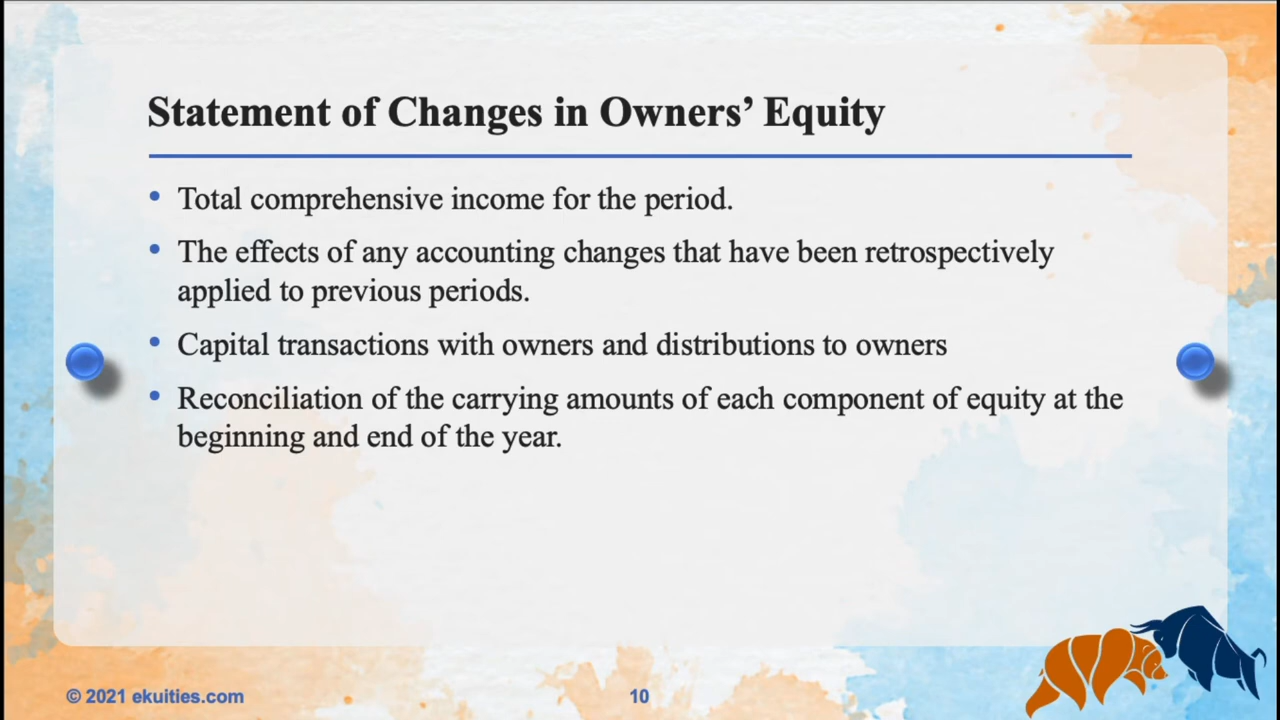 Statement of Changes in Owners’ Equity
• Total comprehensive income for the period.
• The effects of any accounting changes that have been retrospectively
applied to previous periods.
• Capital transactions with owners and distributions to owners
• Reconciliation of the carrying amounts of each component of equity at the
beginning and end of the year.
© 2021 ekuities.com
10